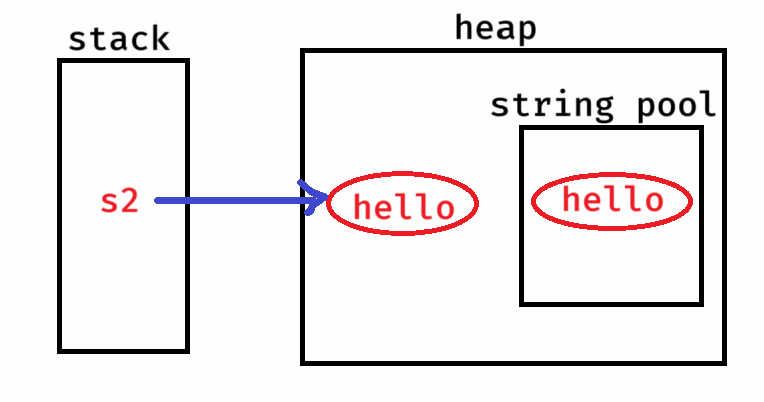 stack
heap
string pool
s2
hello
hello